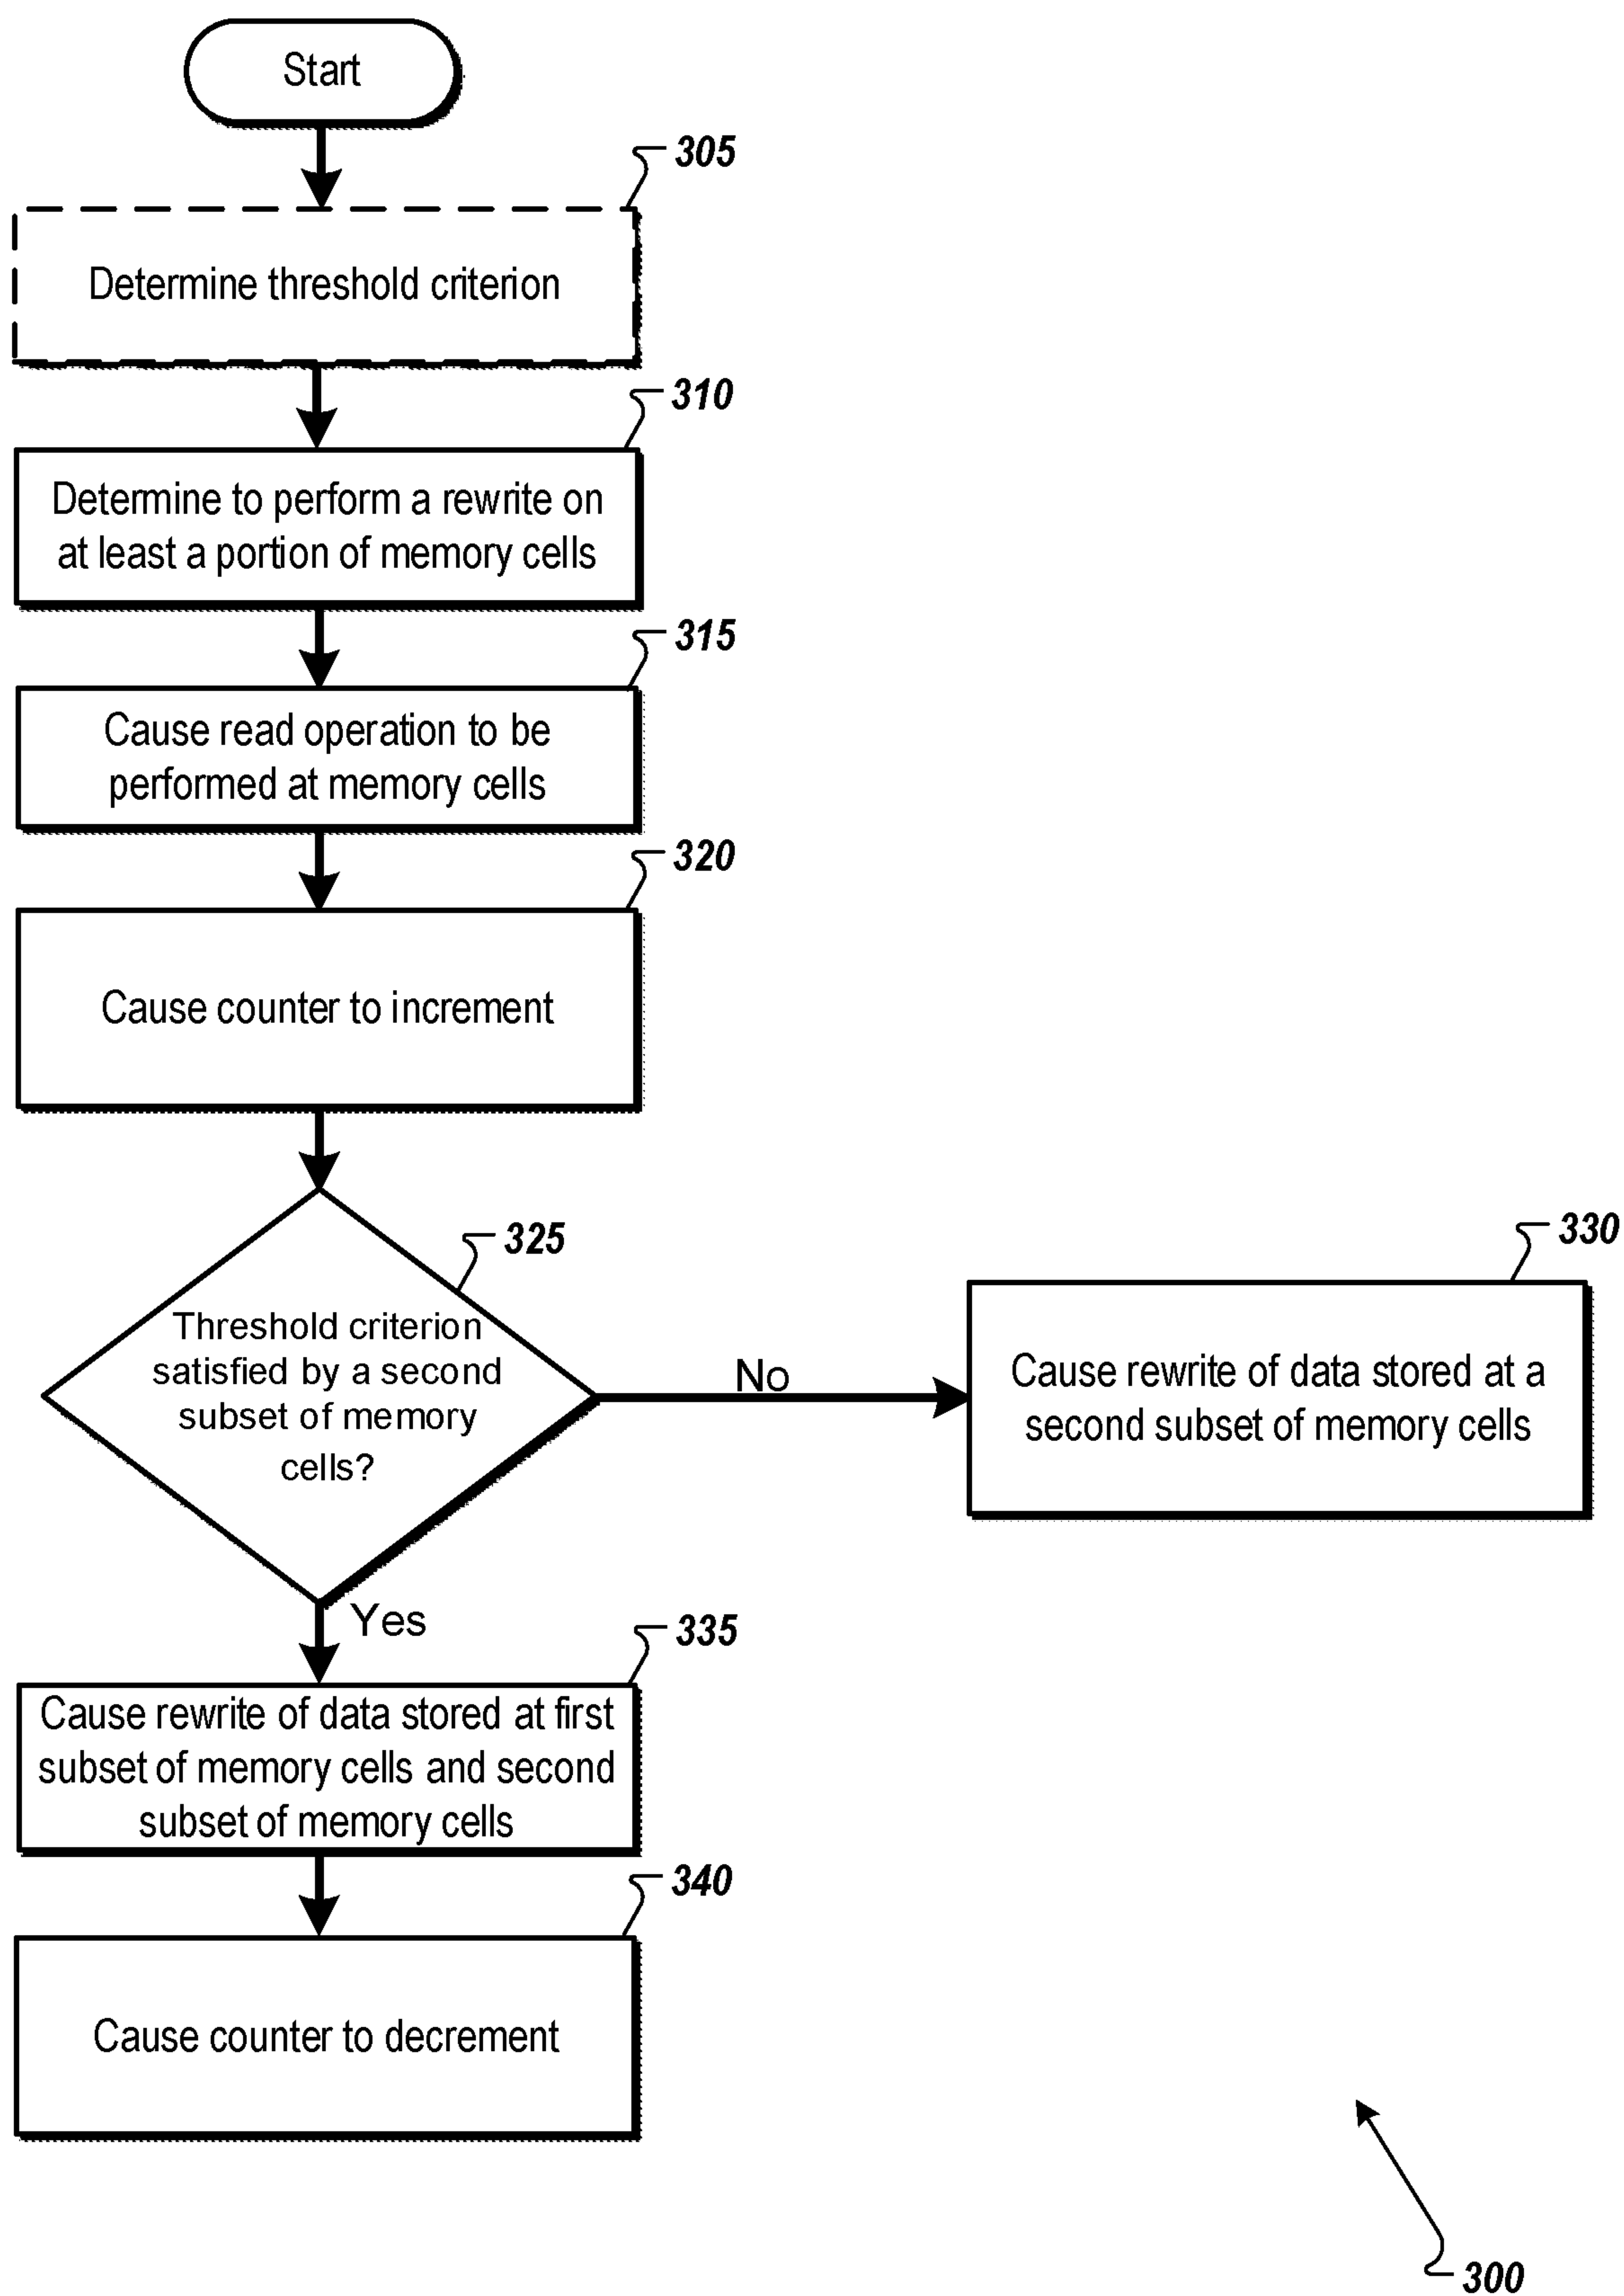 Start
305
Determine threshold criterion
310
Determine to perform a rewrite on
at least a portion of memory cells
315
Cause read operation to be
performed at memory cells
320
Cause counter to increment
325
Threshold criterion
satisfied by a second
subset of memory
cells?
No
330
Cause rewrite of data stored at a
second subset of memory cells
Yes
335
Cause rewrite of data stored at first
subset of memory cells and second
subset of memory cells
340
Cause counter to decrement
300